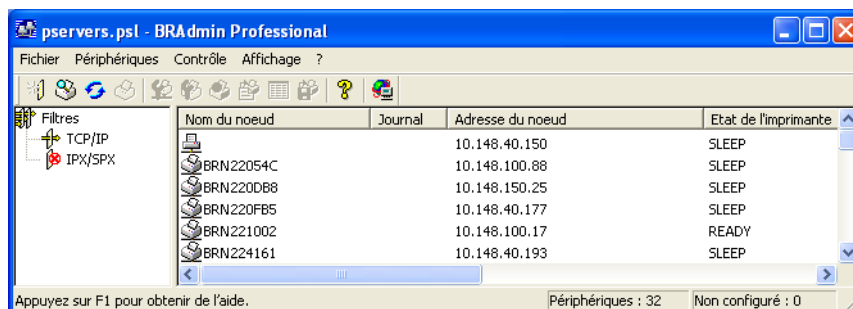 pservers.psl - BRAdmin Professional
Fichier Périphériques Contrôle Affichage ?
Filtres
TCP/IP
IPX/SPX
Nom du noeud Journal Adresse du noeud Etat de l'imprimante
10.148.40.150 SLEEP
BRN22054C 10.148.100.88 SLEEP
BRN220DB8 10.148.150.25 SLEEP
BRN220FB5 10.148.40.177 SLEEP
BRN221002 10.148.100.17 READY
BRN224161 10.148.40.193 SLEEP
Appuyez sur F1 pour obtenir de l'aide. Périphériques : 32 Non configuré : 0